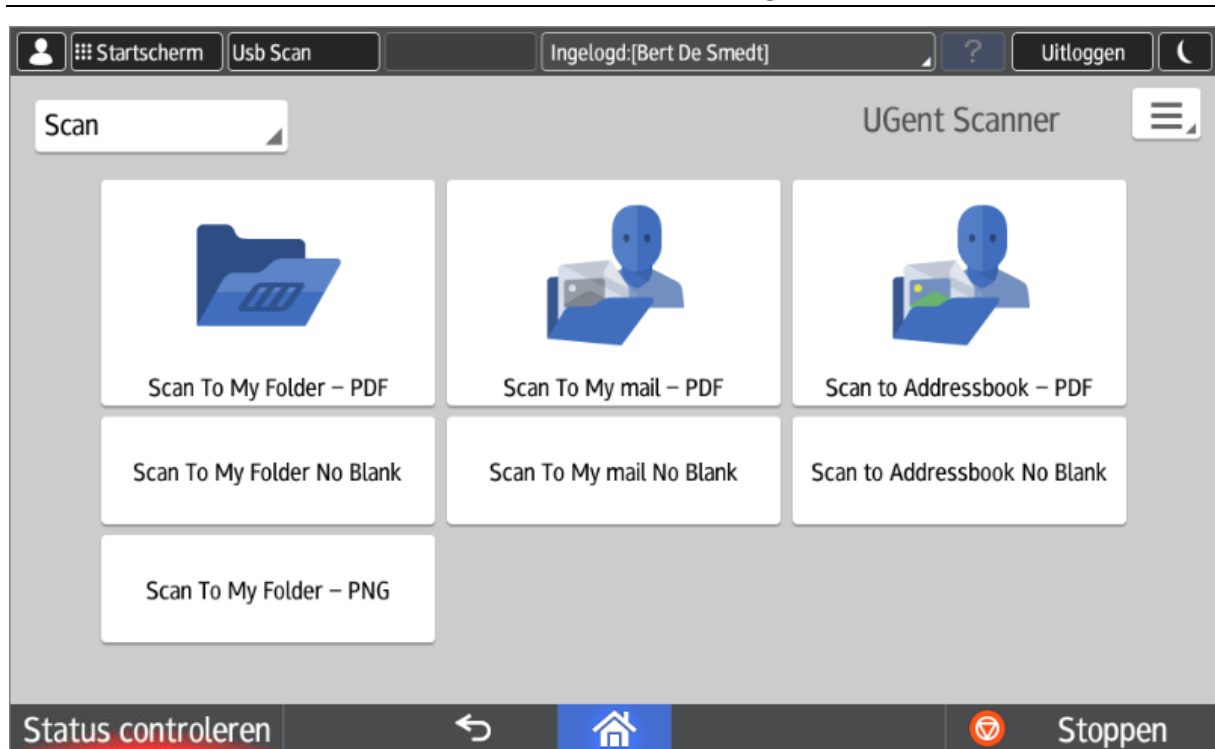 Startscherm
Usb Scan
Ingelogd:[Bert De Smedt]
?
Uitloggen
Scan
UGent Scanner
Scan To My Folder – PDF
Scan To My mail – PDF
Scan to Addressbook – PDF
Scan To My Folder No Blank
Scan To My mail No Blank
Scan to Addressbook No Blank
Scan To My Folder – PNG
Status controleren
Stoppen